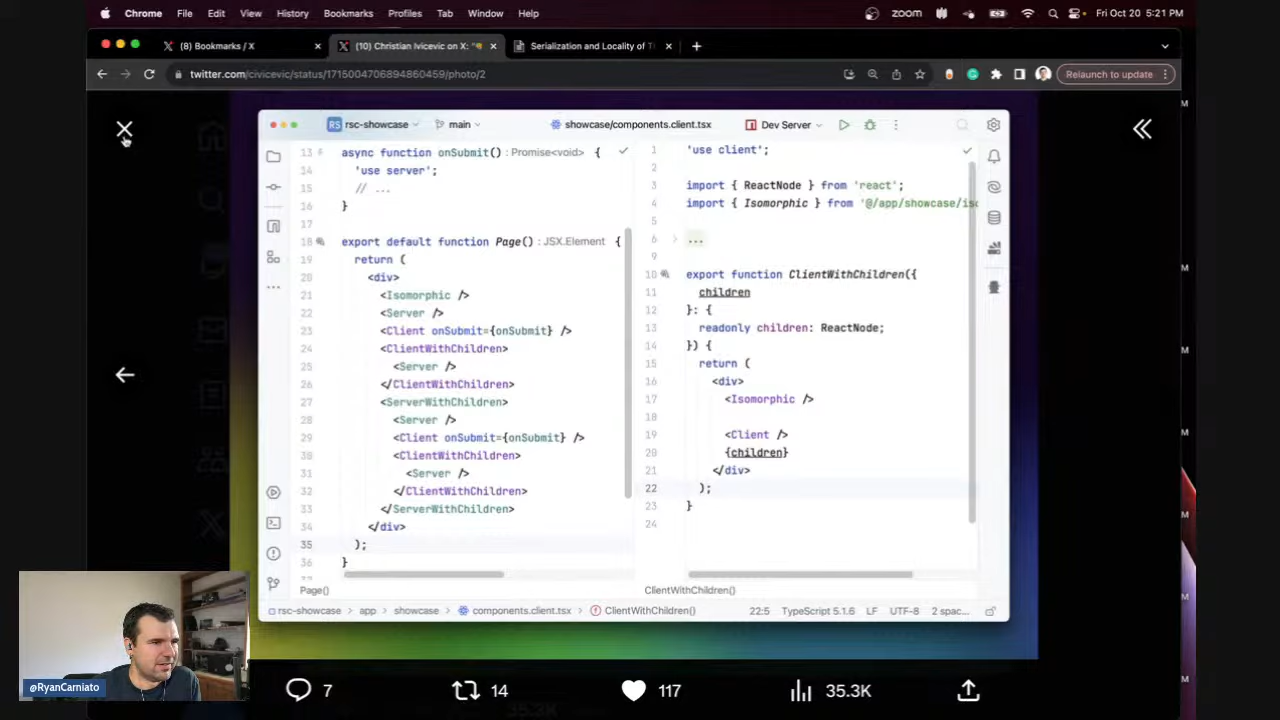 Chrome File Edit View History Bookmarks Profiles Tab Window Help zoom Fri Oct 20 5:21 PM
(8) Bookmarks / X
(10) Christian Ivicevic on X: "
Serialization and Locality of T
twitter.com/civicevic/status/1715004706894860459/photo/2
Relaunch to update
RS rsc-showcase main showcase/components.client.tsx Dev Server
13 async function onSubmit() : Promise<void> {
14 'use server';
15 // ...
16 }
17
18 export default function Page() : JSX.Element {
19 return (
20 <div>
21 <Isomorphic />
22 <Server />
23 <Client onSubmit={onSubmit} />
24 <ClientWithChildren>
25 <Server />
26 </ClientWithChildren>
27 <ServerWithChildren>
28 <Server />
29 <Client onSubmit={onSubmit} />
30 <ClientWithChildren>
31 <Server />
32 </ClientWithChildren>
33 </ServerWithChildren>
34 </div>
35 );
36 }
Page()
1 'use client';
2
3 import { ReactNode } from 'react';
4 import { Isomorphic } from '@/app/showcase/iso
5
6 ...
9
10 export function ClientWithChildren({
11 children
12 }: {
13 readonly children: ReactNode;
14 }) {
15 return (
16 <div>
17 <Isomorphic />
18
19 <Client />
20 {children}
21 </div>
22 );
23 }
24
ClientWithChildren()
rsc-showcase > app > showcase > components.client.tsx > ClientWithChildren() 22:5 TypeScript 5.1.6 LF UTF-8 2 spac...
@RyanCarniato
7 14 117 35.3K